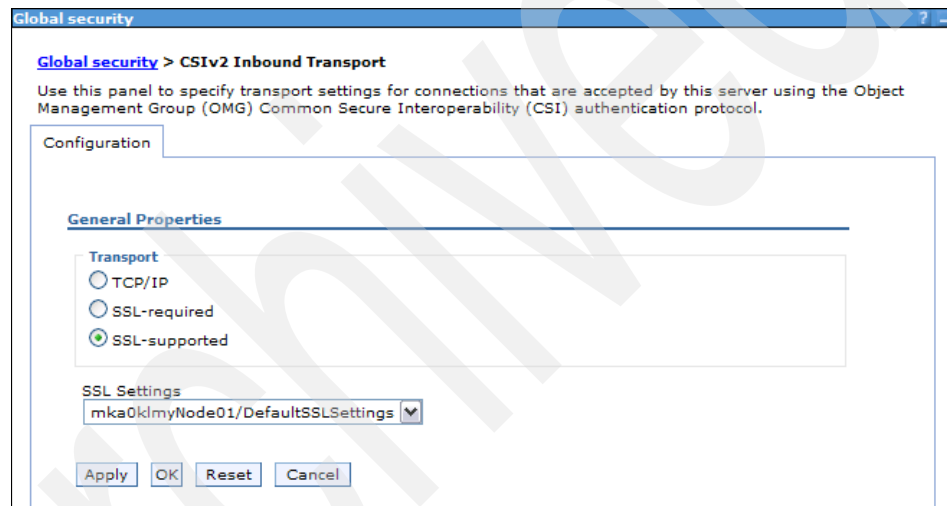 Global security ? _
Global security > CSIv2 Inbound Transport
Use this panel to specify transport settings for connections that are accepted by this server using the Object
Management Group (OMG) Common Secure Interoperability (CSI) authentication protocol.
Configuration
General Properties
Transport
TCP/IP
SSL-required
SSL-supported
SSL Settings
mka0klmyNode01/DefaultSSLSettings
Apply OK Reset Cancel